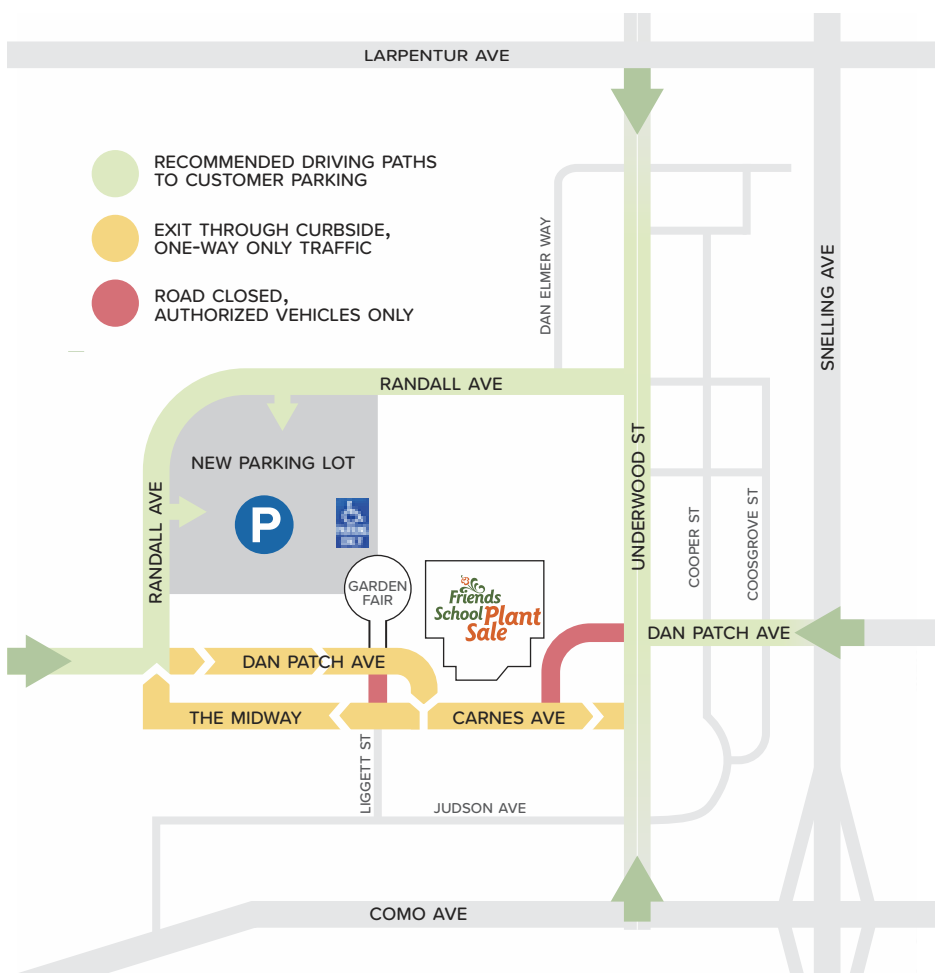 LARPENTUR AVE
RECOMMENDED DRIVING PATHS
TO CUSTOMER PARKING
EXIT THROUGH CURBSIDE,
ONE-WAY ONLY TRAFFIC
ROAD CLOSED,
AUTHORIZED VEHICLES ONLY
DAN ELMER WAY
SNELLING AVE
RANDALL AVE
UNDERWOOD ST
NEW PARKING LOT
P
RANDALL AVE
COOPER ST
COOSGROVE ST
GARDEN
FAIR
Friends
School Plant
Sale
DAN PATCH AVE
DAN PATCH AVE
THE MIDWAY
CARNES AVE
LIGGETT ST
JUDSON AVE
COMO AVE